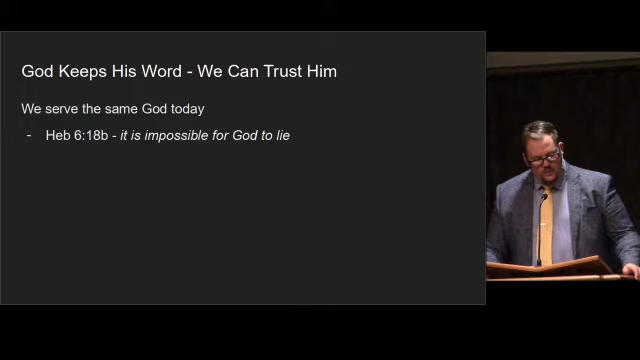 God Keeps His Word - We Can Trust Him
We serve the same God today
- Heb 6:18b - it is impossible for God to lie